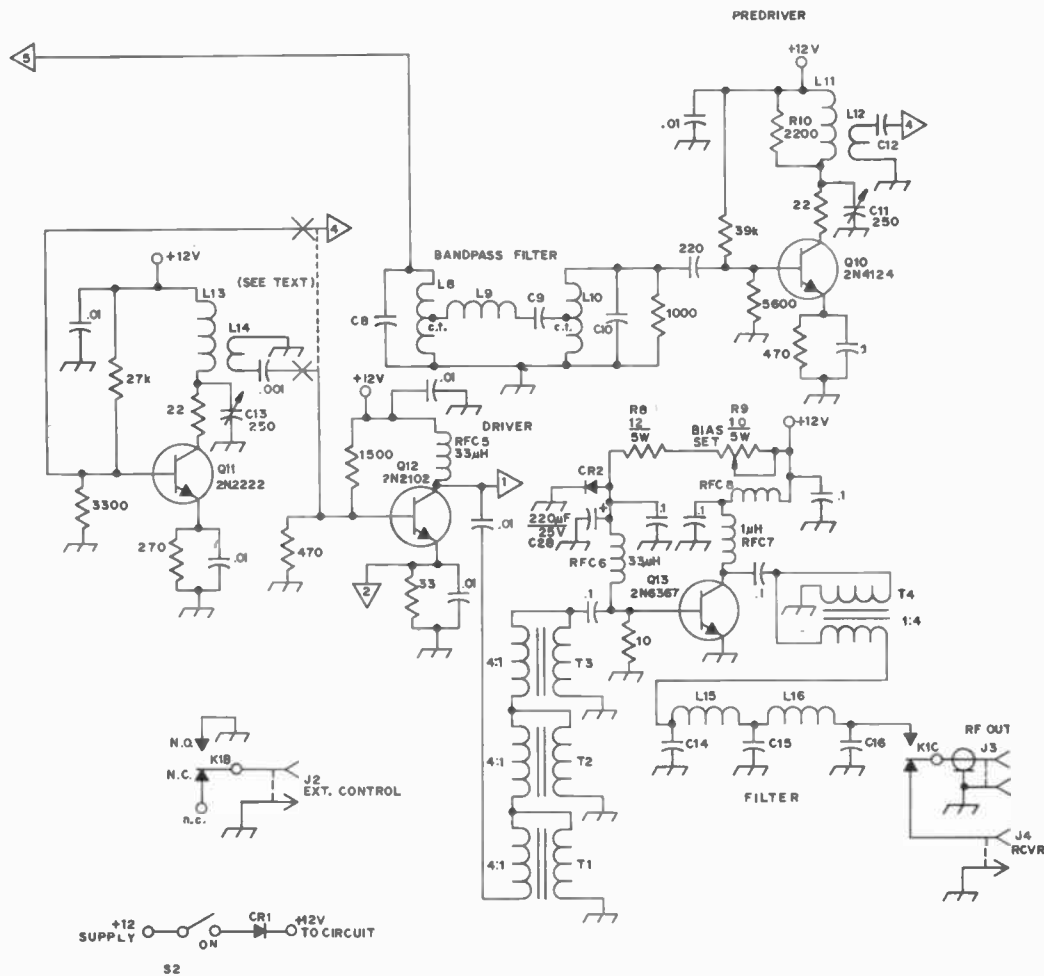 PREDRIVER
+12V
5
L11
L12
.01
R10
2200
4
C12
22
C11
250
39k
4
BANDPASS FILTER
220
Q10
2N4124
+12V
(SEE TEXT)
L8
L9
C9
L10
L13
C8
c.t.
c.t.
C10
1000
5600
.01
L14
470
.1
27k
.001
+12V
.01
22
C13
250
DRIVER
R8
12
5W
BIAS
SET
R9
10
5W
+12V
RFC5
33µH
1500
Q12
2N2102
Q11
2N2222
CR2
RFC8
1
3300
.01
220µF
25V
C28
+
.1
.1
.1
1µH
RFC7
270
.01
470
RFC6
33µH
Q13
2N6367
2
33
.01
.1
.1
T4
1:4
10
4:1
T3
L15
L16
N.O.
K1B
N.C.
J2
EXT. CONTROL
n.c.
4:1
T2
C14
C15
C16
RF OUT
K1C
J3
FILTER
4:1
T1
J4
RCVR
+12
SUPPLY
ON
CR1
+12V
TO CIRCUIT
S2